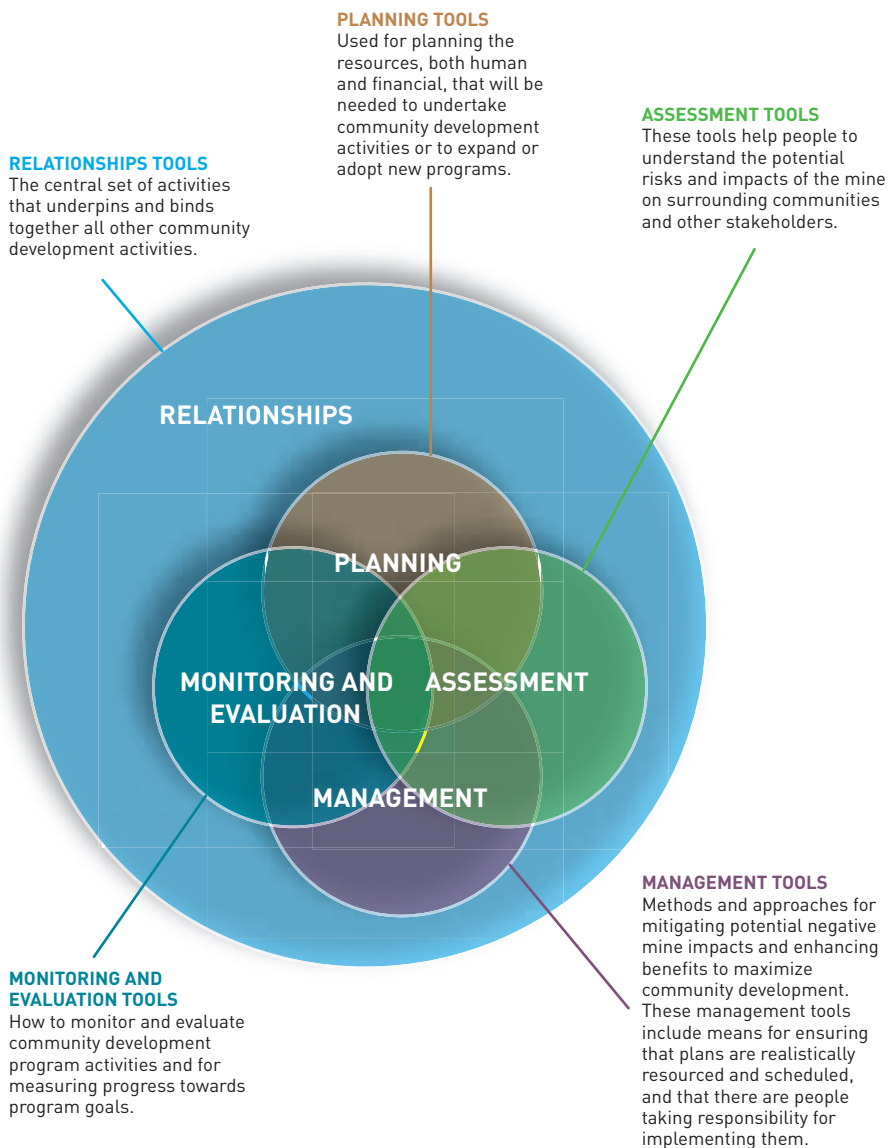 PLANNING TOOLS
Used for planning the
resources, both human
and financial, that will be
needed to undertake
community development
activities or to expand or
adopt new programs.
ASSESSMENT TOOLS
These tools help people to
understand the potential
risks and impacts of the mine
on surrounding communities
and other stakeholders.
RELATIONSHIPS TOOLS
The central set of activities
that underpins and binds
together all other community
development activities.
RELATIONSHIPS
PLANNING
MONITORING AND
EVALUATION
ASSESSMENT
MANAGEMENT
MANAGEMENT TOOLS
Methods and approaches for
mitigating potential negative
mine impacts and enhancing
benefits to maximize
community development.
These management tools
include means for ensuring
that plans are realistically
resourced and scheduled,
and that there are people
taking responsibility for
implementing them.
MONITORING AND
EVALUATION TOOLS
How to monitor and evaluate
community development
program activities and for
measuring progress towards
program goals.